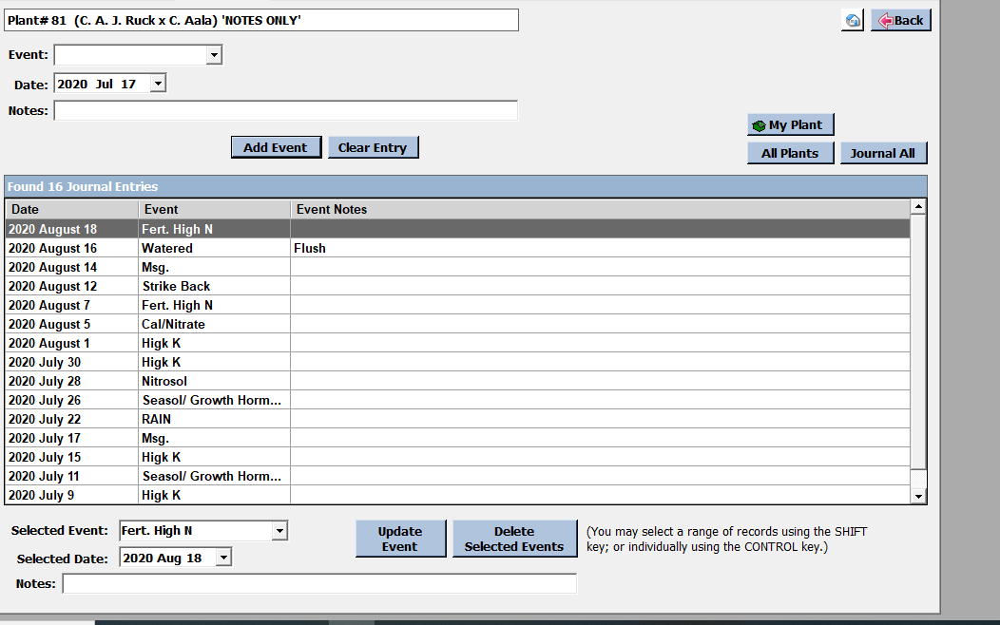 Plant# 81 (C. A. J. Ruck x C. Aala) 'NOTES ONLY'
Back
Event:
Date: 2020 Jul 17
Notes:
My Plant
Add Event Clear Entry
All Plants Journal All
Found 16 Journal Entries
Date Event Event Notes
2020 August 18 Fert. High N
2020 August 16 Watered Flush
2020 August 14 Msg.
2020 August 12 Strike Back
2020 August 7 Fert. High N
2020 August 5 Cal/Nitrate
2020 August 1 Higk K
2020 July 30 Higk K
2020 July 28 Nitrosol
2020 July 26 Seasol/ Growth Horm...
2020 July 22 RAIN
2020 July 17 Msg.
2020 July 15 Higk K
2020 July 11 Seasol/ Growth Horm...
2020 July 9 Higk K
Selected Event: Fert. High N
Selected Date: 2020 Aug 18
Update
Event
Delete
Selected Events
(You may select a range of records using the SHIFT
key; or individually using the CONTROL key.)
Notes: